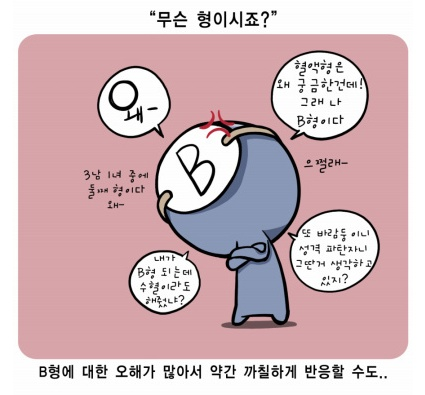 “무슨 형이시죠?”
왜-
혈액형은
왜 궁금한건데!
그래 나
B형이다
B
으쩔래-
3남 1녀 중에
둘째 형이다
왜-
내가
B형 되는데
수혈이라도
해줬냐?
또 바람둥이니
성격 파탄자니
그딴거 생각하고
있지?
B형에 대한 오해가 많아서 약간 까칠하게 반응할 수도..